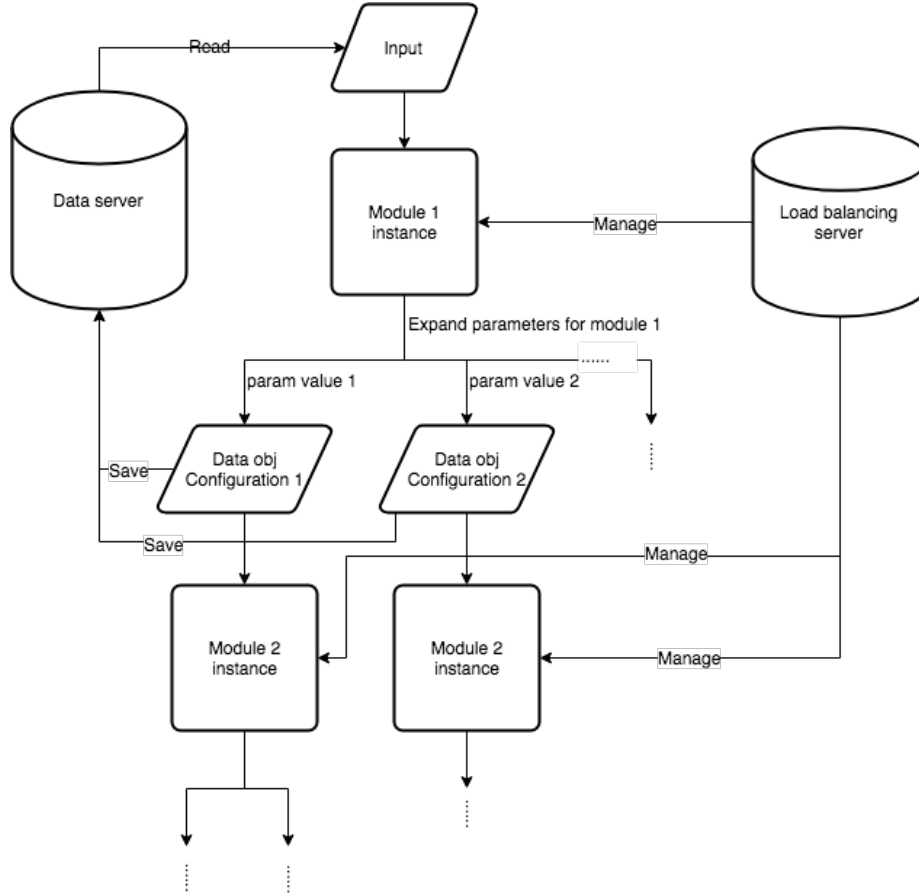 Read
Input
Data server
Module 1
instance
Manage
Load balancing
server
Expand parameters for module 1
......
param value 1
param value 2
Data obj
Configuration 1
Data obj
Configuration 2
......
Save
Save
Manage
Module 2
instance
Module 2
instance
Manage
......
......
......